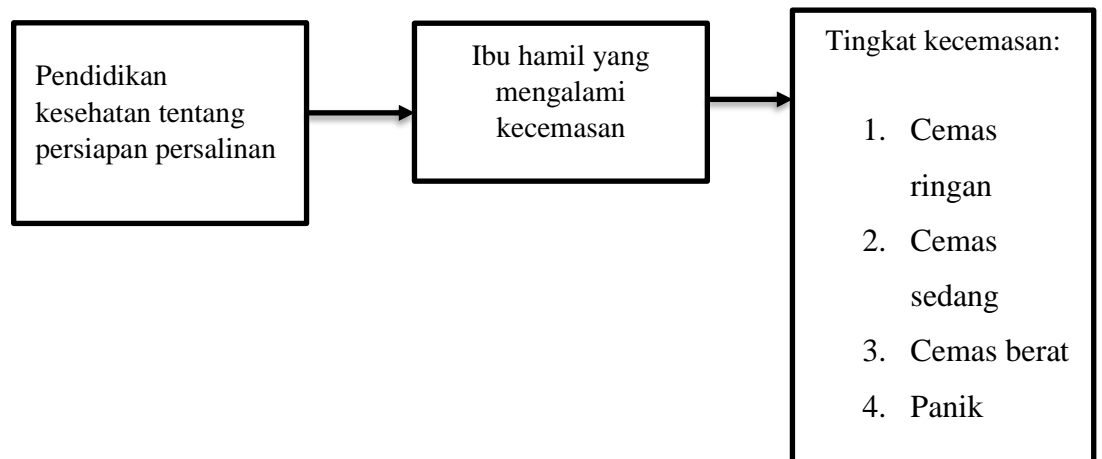 Pendidikan
kesehatan tentang
persiapan persalinan
Ibu hamil yang
mengalami
kecemasan
Tingkat kecemasan:
1. Cemas
ringan
2. Cemas
sedang
3. Cemas berat
4. Panik